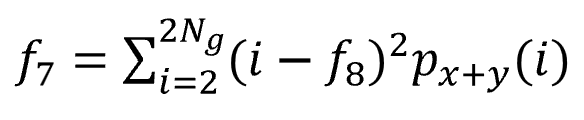 $f_7 = \sum_{i=2}^{2N_g} (i - f_8)^2 p_{x+y}(i)$